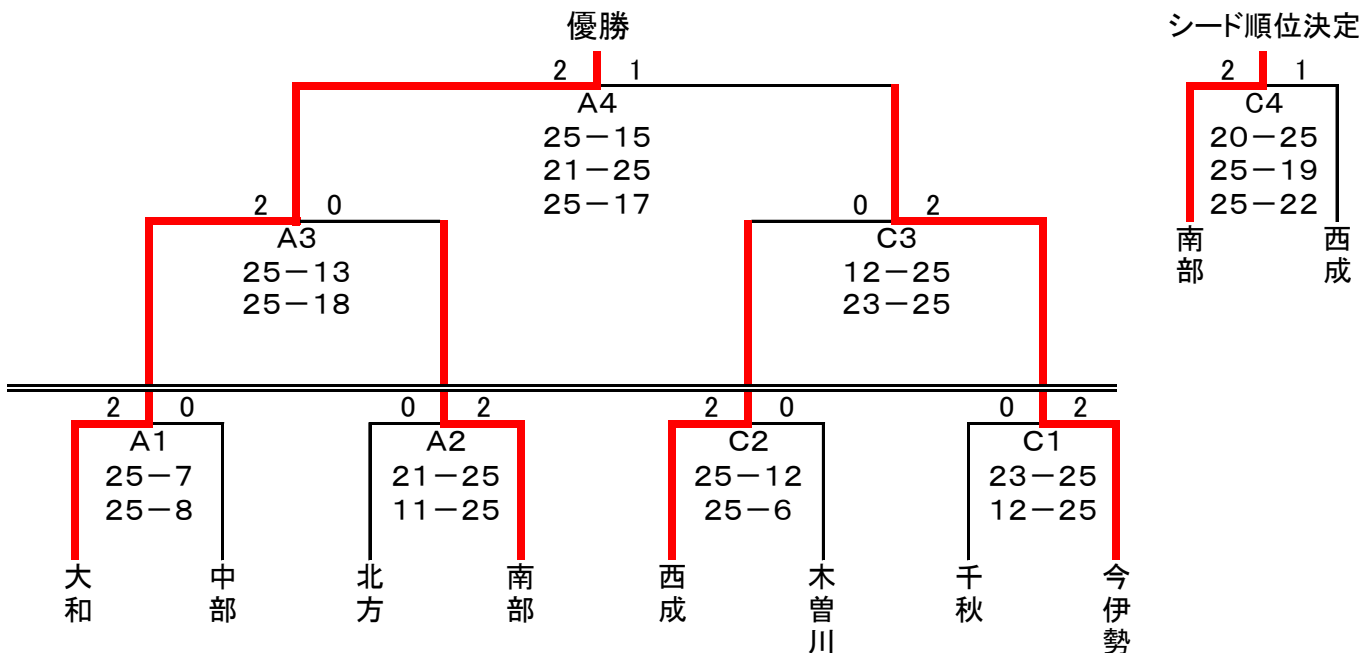 優勝
シード順位決定
2 1
A4
25－15
21－25
25－17
2 1
C4
20－25
25－19
25－22
南部
西成
2 0
A3
25－13
25－18
0 2
C3
12－25
23－25
2 0
A1
25－7
25－8
0 2
A2
21－25
11－25
2 0
C2
25－12
25－6
0 2
C1
23－25
12－25
大和
中部
北方
南部
西成
木曽川
千秋
今伊勢